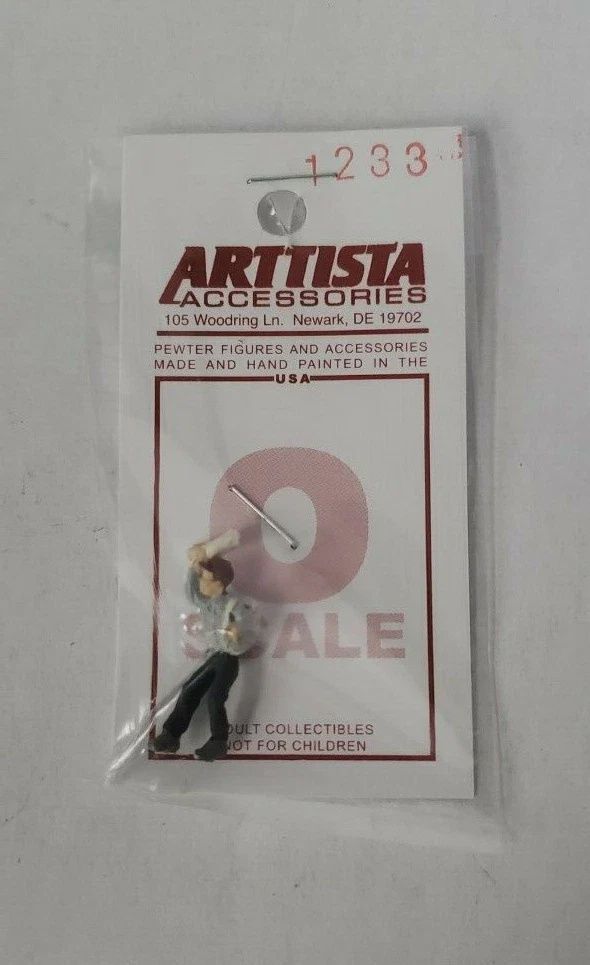 1233
ARTTISTA
ACCESSORIES
105 Woodring Ln. Newark, DE 19702
PEWTER FIGURES AND ACCESSORIES
MADE AND HAND PAINTED IN THE
USA
O
SCALE
ADULT COLLECTIBLES
NOT FOR CHILDREN